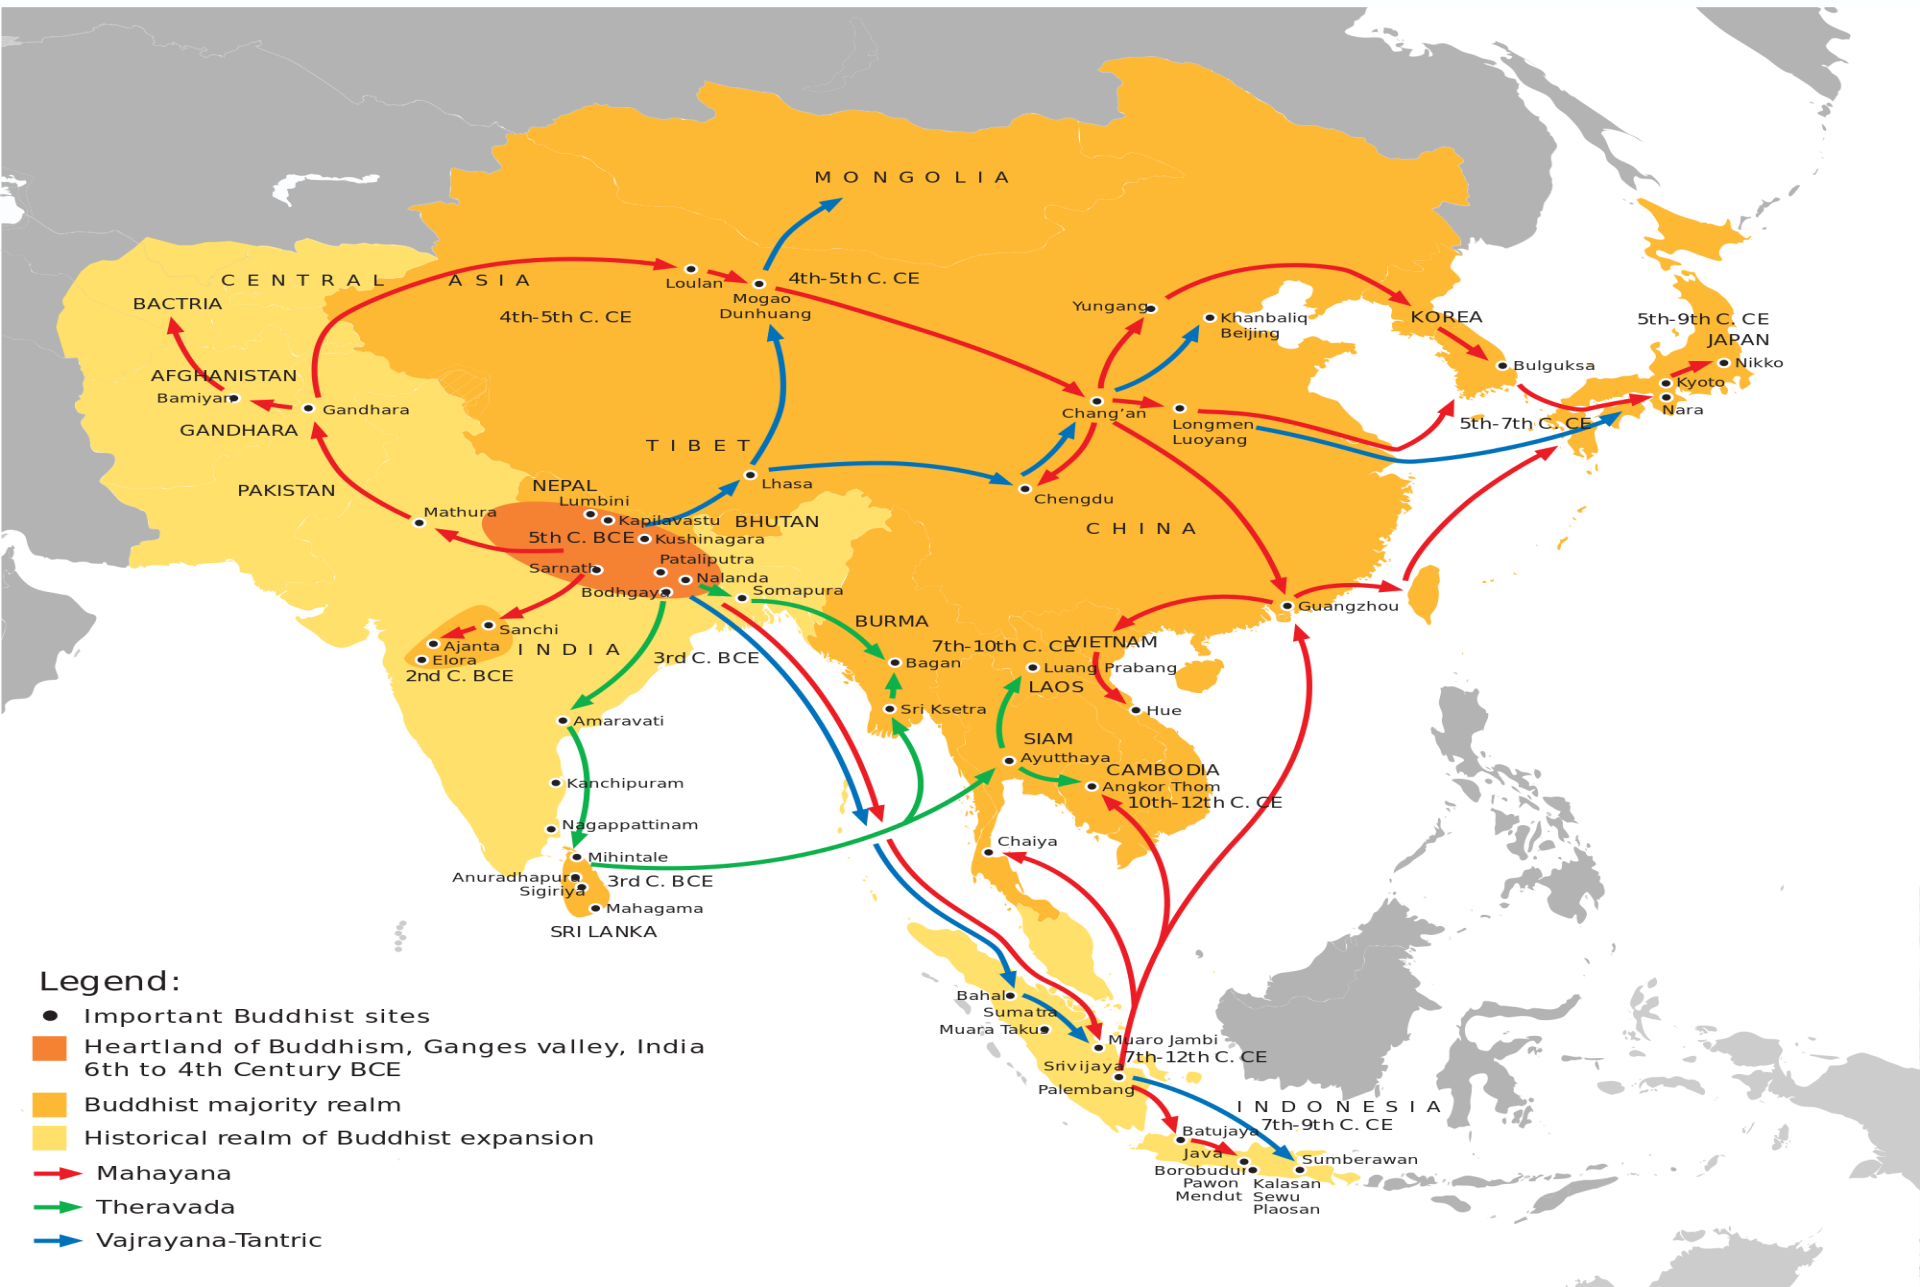 MONGOLIA
CENTRAL ASIA
BACTRIA
4th-5th C. CE
Loulan
4th-5th C. CE
Mogao
Dunhuang
Yungang
Khanbaliq
Beijing
KOREA
5th-9th C. CE
JAPAN
Bulguksa
Nikko
Kyoto
Nara
5th-7th C. CE
AFGHANISTAN
Bamiyan
Gandhara
GANDHARA
Chang'an
Longmen
Luoyang
TIBET
Lhasa
Chengdu
PAKISTAN
NEPAL
Lumbini
Mathura
Kapilavastu
BHUTAN
5th C. BCE
Kushinagara
CHINA
Pataliputra
Sarnath
Nalanda
Bodhgaya
Somapura
Guangzhou
BURMA
Sanchi
Ajanta
INDIA
Elora
2nd C. BCE
3rd C. BCE
7th-10th C. CE
VIETNAM
Bagan
Luang Prabang
LAOS
Sri Ksetra
Hue
Amaravati
SIAM
Ayutthaya
CAMBODIA
Angkor Thom
10th-12th C. CE
Kanchipuram
Nagappattinam
Chaiya
Mihintale
Anuradhapura
3rd C. BCE
Sigiriya
Mahagama
SRI LANKA
Bahal
Sumatra
Muara Takus
Muaro Jambi
7th-12th C. CE
Srivijaya
Palembang
INDONESIA
7th-9th C. CE
Batujaya
Java
Sumberawan
Borobudur
Pawon
Mendut
Kalasan
Sewu
Plaosan
Legend:
Important Buddhist sites
Heartland of Buddhism, Ganges valley, India
6th to 4th Century BCE
Buddhist majority realm
Historical realm of Buddhist expansion
Mahayana
Theravada
Vajrayana-Tantric